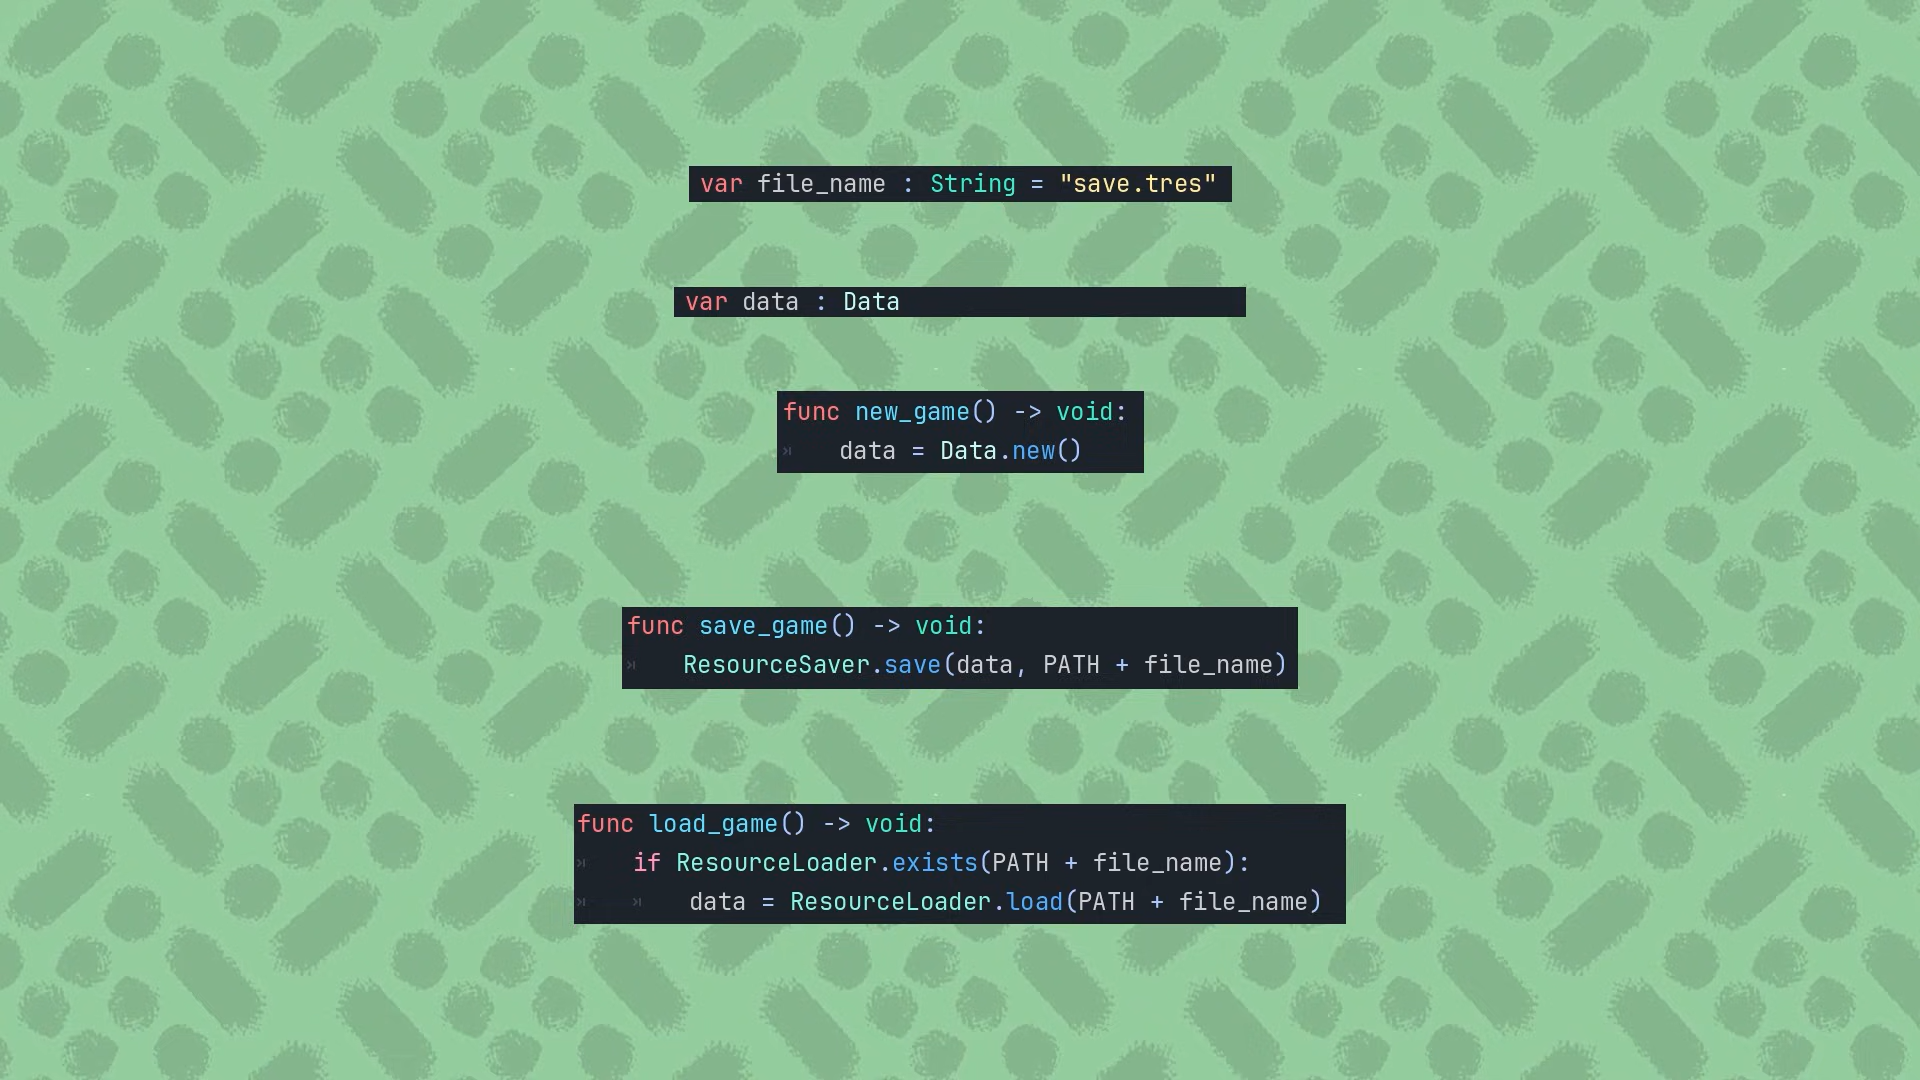 var file_name : String = "save.tres"
var data : Data
func new_game() -> void:
data = Data.new()
func save_game() -> void:
ResourceSaver.save(data, PATH + file_name)
func load_game() -> void:
if ResourceLoader.exists(PATH + file_name):
data = ResourceLoader.load(PATH + file_name)